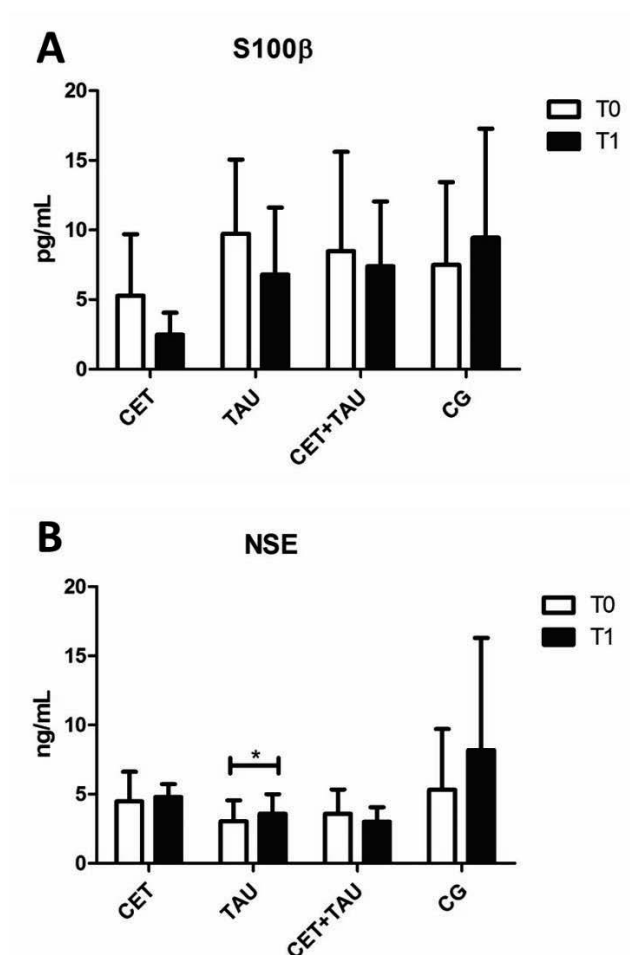 A
S100β
20
15
10
5
0
pg/mL
T0
T1
CET
TAU
CET+TAU
CG
B
NSE
20
15
10
5
0
ng/mL
T0
T1
*
CET
TAU
CET+TAU
CG